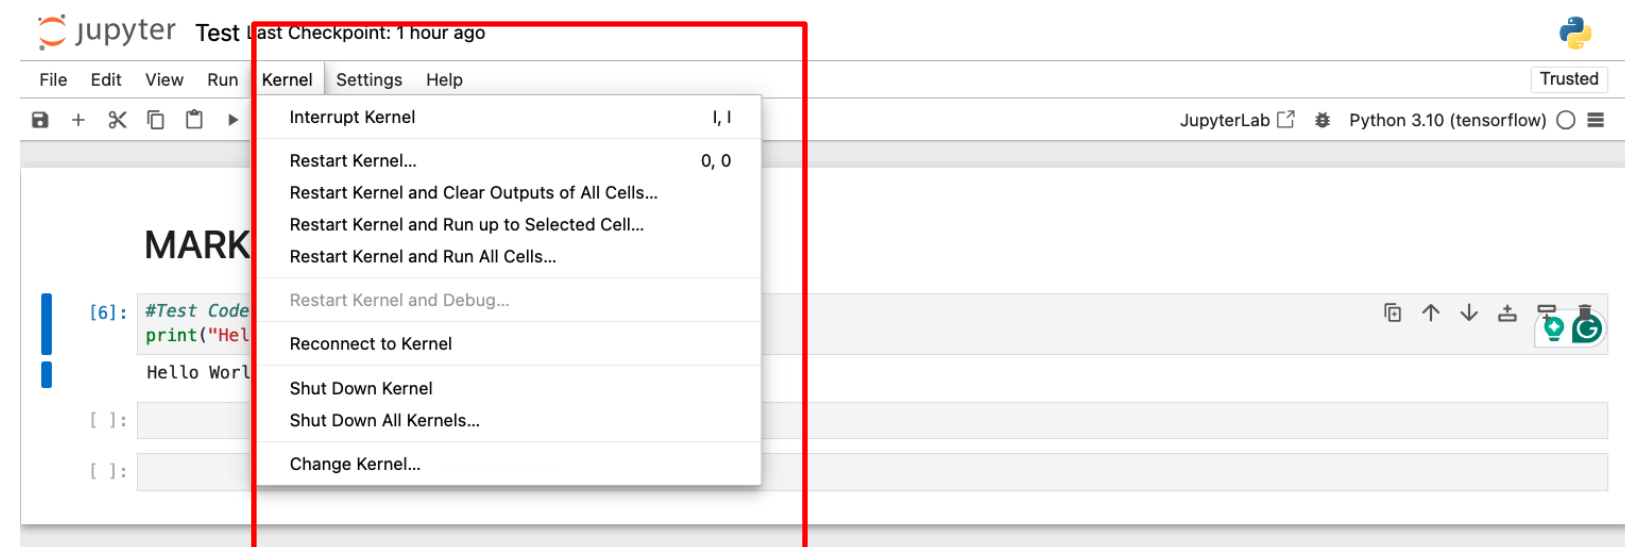 jupyter Test Last Checkpoint: 1 hour ago
File Edit View Run Kernel Settings Help Trusted
JupyterLab Python 3.10 (tensorflow)
Interrupt Kernel I, I
Restart Kernel... 0, 0
Restart Kernel and Clear Outputs of All Cells...
Restart Kernel and Run up to Selected Cell...
Restart Kernel and Run All Cells...
Restart Kernel and Debug...
Reconnect to Kernel
Shut Down Kernel
Shut Down All Kernels...
Change Kernel...
MARK
[6]: #Test Code
print("Hel
Hello Worl
[ ]:
[ ]: